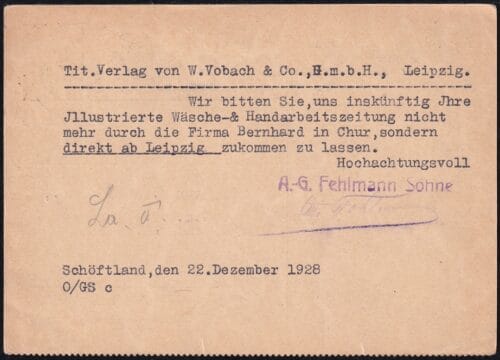 Tit.Verlag von W.Vobach & Co.,G.m.b.H., Leipzig.
Wir bitten Sie,uns inskünftig Jhre
Jllustrierte Wäsche-& Handarbeitszeitung nicht
mehr durch die Firma Bernhard in Chur,sondern
direkt ab Leipzig zukommen zu lassen.
Hochachtungsvoll
A.-G. Fehlmann Söhne
Schöftland,den 22.Dezember 1928
O/GS c